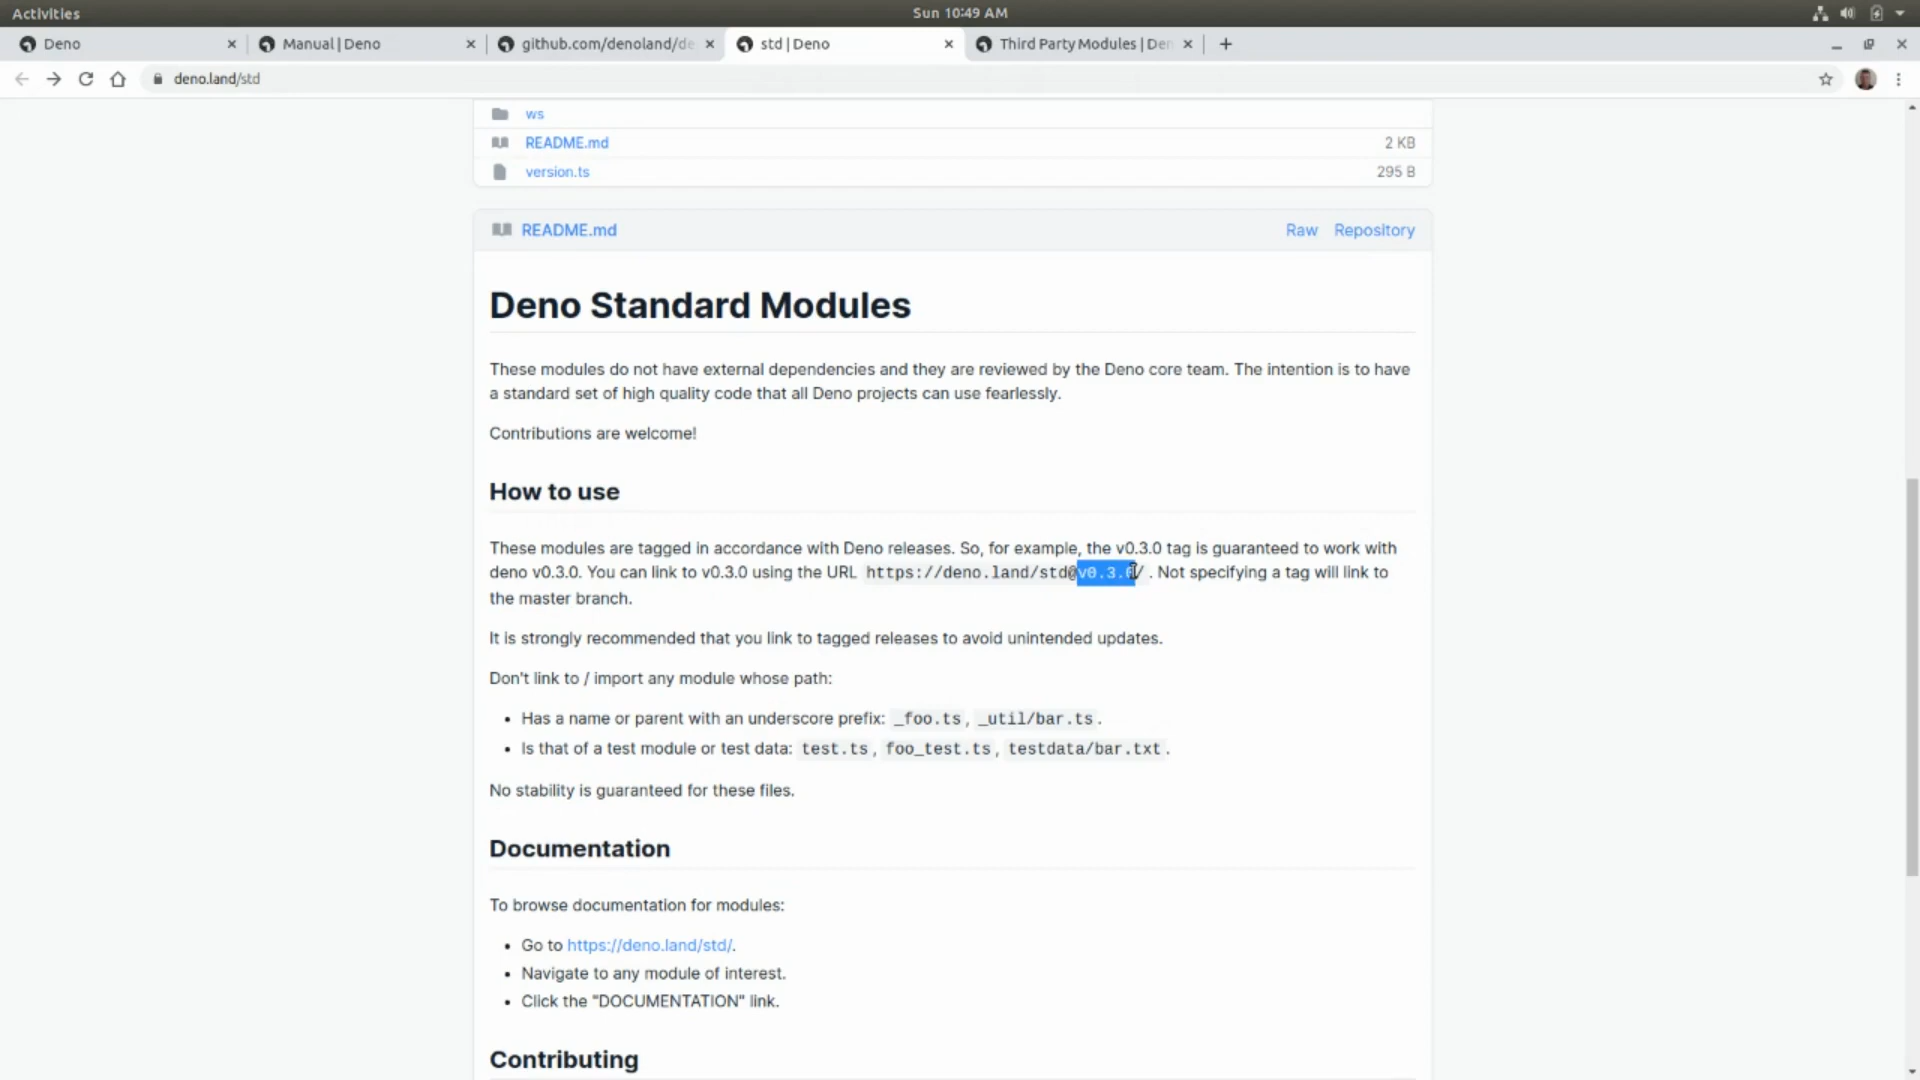 Activities
Sun 10:49 AM
Deno
Manual | Deno
github.com/denoland/de
std | Deno
Third Party Modules | Den
deno.land/std
ws
README.md 2 KB
version.ts 295 B
README.md Raw Repository
Deno Standard Modules
These modules do not have external dependencies and they are reviewed by the Deno core team. The intention is to have
a standard set of high quality code that all Deno projects can use fearlessly.
Contributions are welcome!
How to use
These modules are tagged in accordance with Deno releases. So, for example, the v0.3.0 tag is guaranteed to work with
deno v0.3.0. You can link to v0.3.0 using the URL https://deno.land/std@v0.3.0/ . Not specifying a tag will link to
the master branch.
It is strongly recommended that you link to tagged releases to avoid unintended updates.
Don't link to / import any module whose path:
• Has a name or parent with an underscore prefix: _foo.ts, _util/bar.ts.
• Is that of a test module or test data: test.ts, foo_test.ts, testdata/bar.txt.
No stability is guaranteed for these files.
Documentation
To browse documentation for modules:
• Go to https://deno.land/std/.
• Navigate to any module of interest.
• Click the "DOCUMENTATION" link.
Contributing